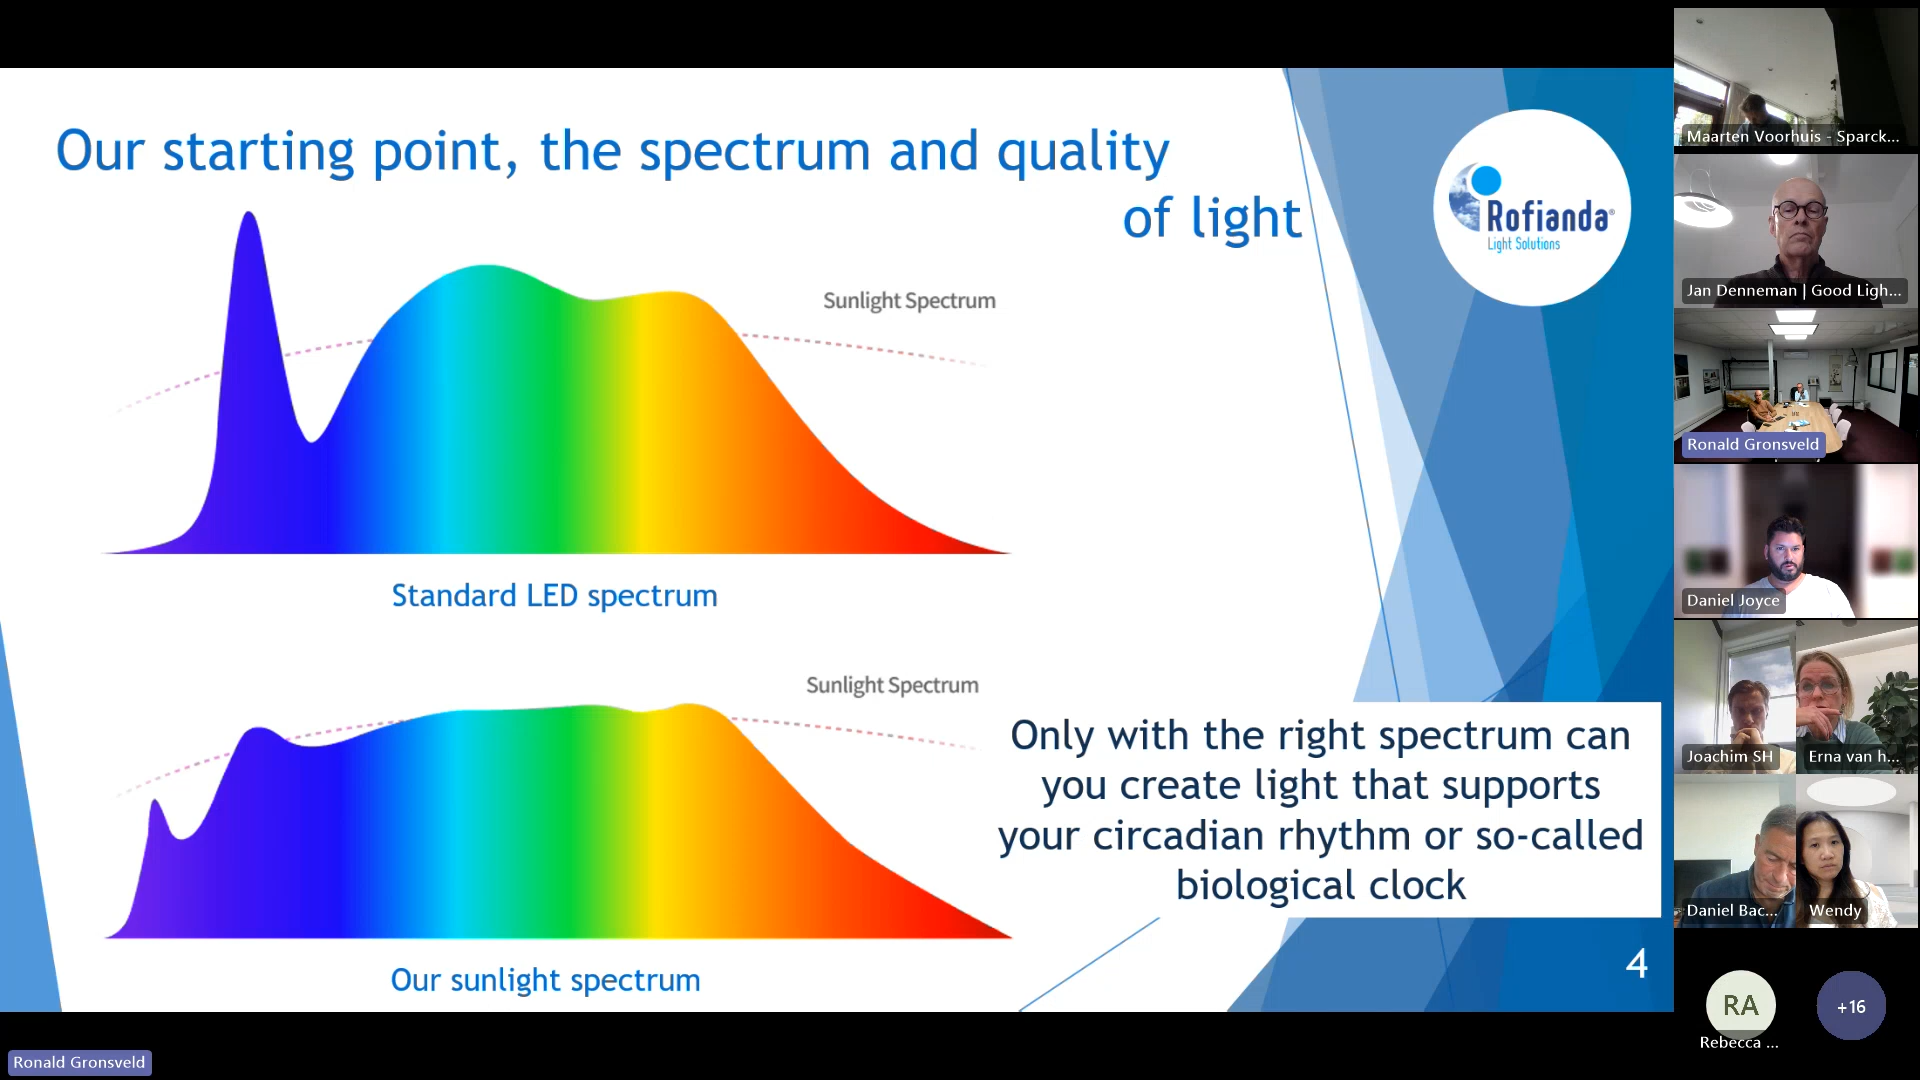 Our starting point, the spectrum and quality
of light
Rofianda®
Light Solutions
Sunlight Spectrum
Standard LED spectrum
Sunlight Spectrum
Our sunlight spectrum
Only with the right spectrum can
you create light that supports
your circadian rhythm or so-called
biological clock
4
Ronald Gronsveld
Maarten Voorhuis - Sparck...
Jan Denneman | Good Ligh...
Ronald Gronsveld
Daniel Joyce
Joachim SH
Erna van h...
Daniel Bac...
Wendy
RA
Rebecca ...
+16